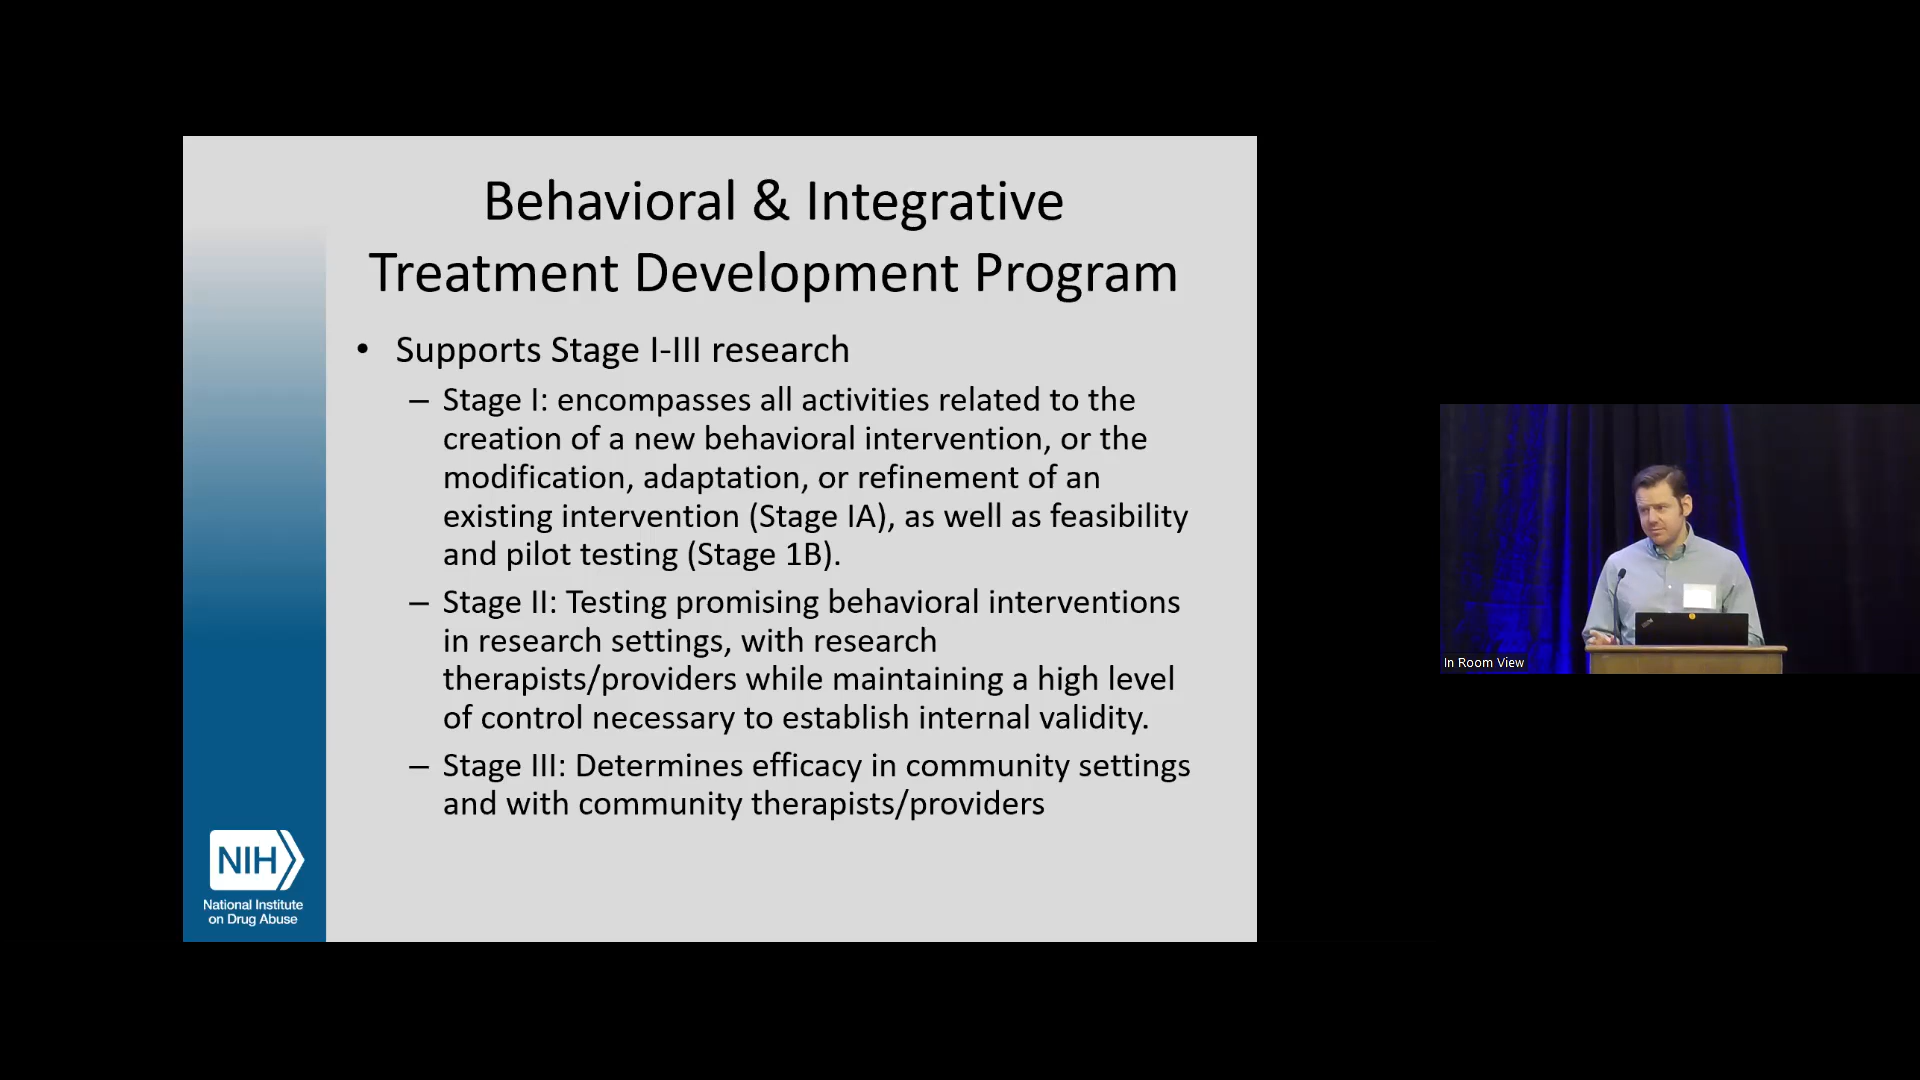 Behavioral & Integrative
Treatment Development Program
• Supports Stage I-III research
– Stage I: encompasses all activities related to the
creation of a new behavioral intervention, or the
modification, adaptation, or refinement of an
existing intervention (Stage IA), as well as feasibility
and pilot testing (Stage 1B).
– Stage II: Testing promising behavioral interventions
in research settings, with research
therapists/providers while maintaining a high level
of control necessary to establish internal validity.
– Stage III: Determines efficacy in community settings
and with community therapists/providers
NIH
National Institute
on Drug Abuse
In Room View